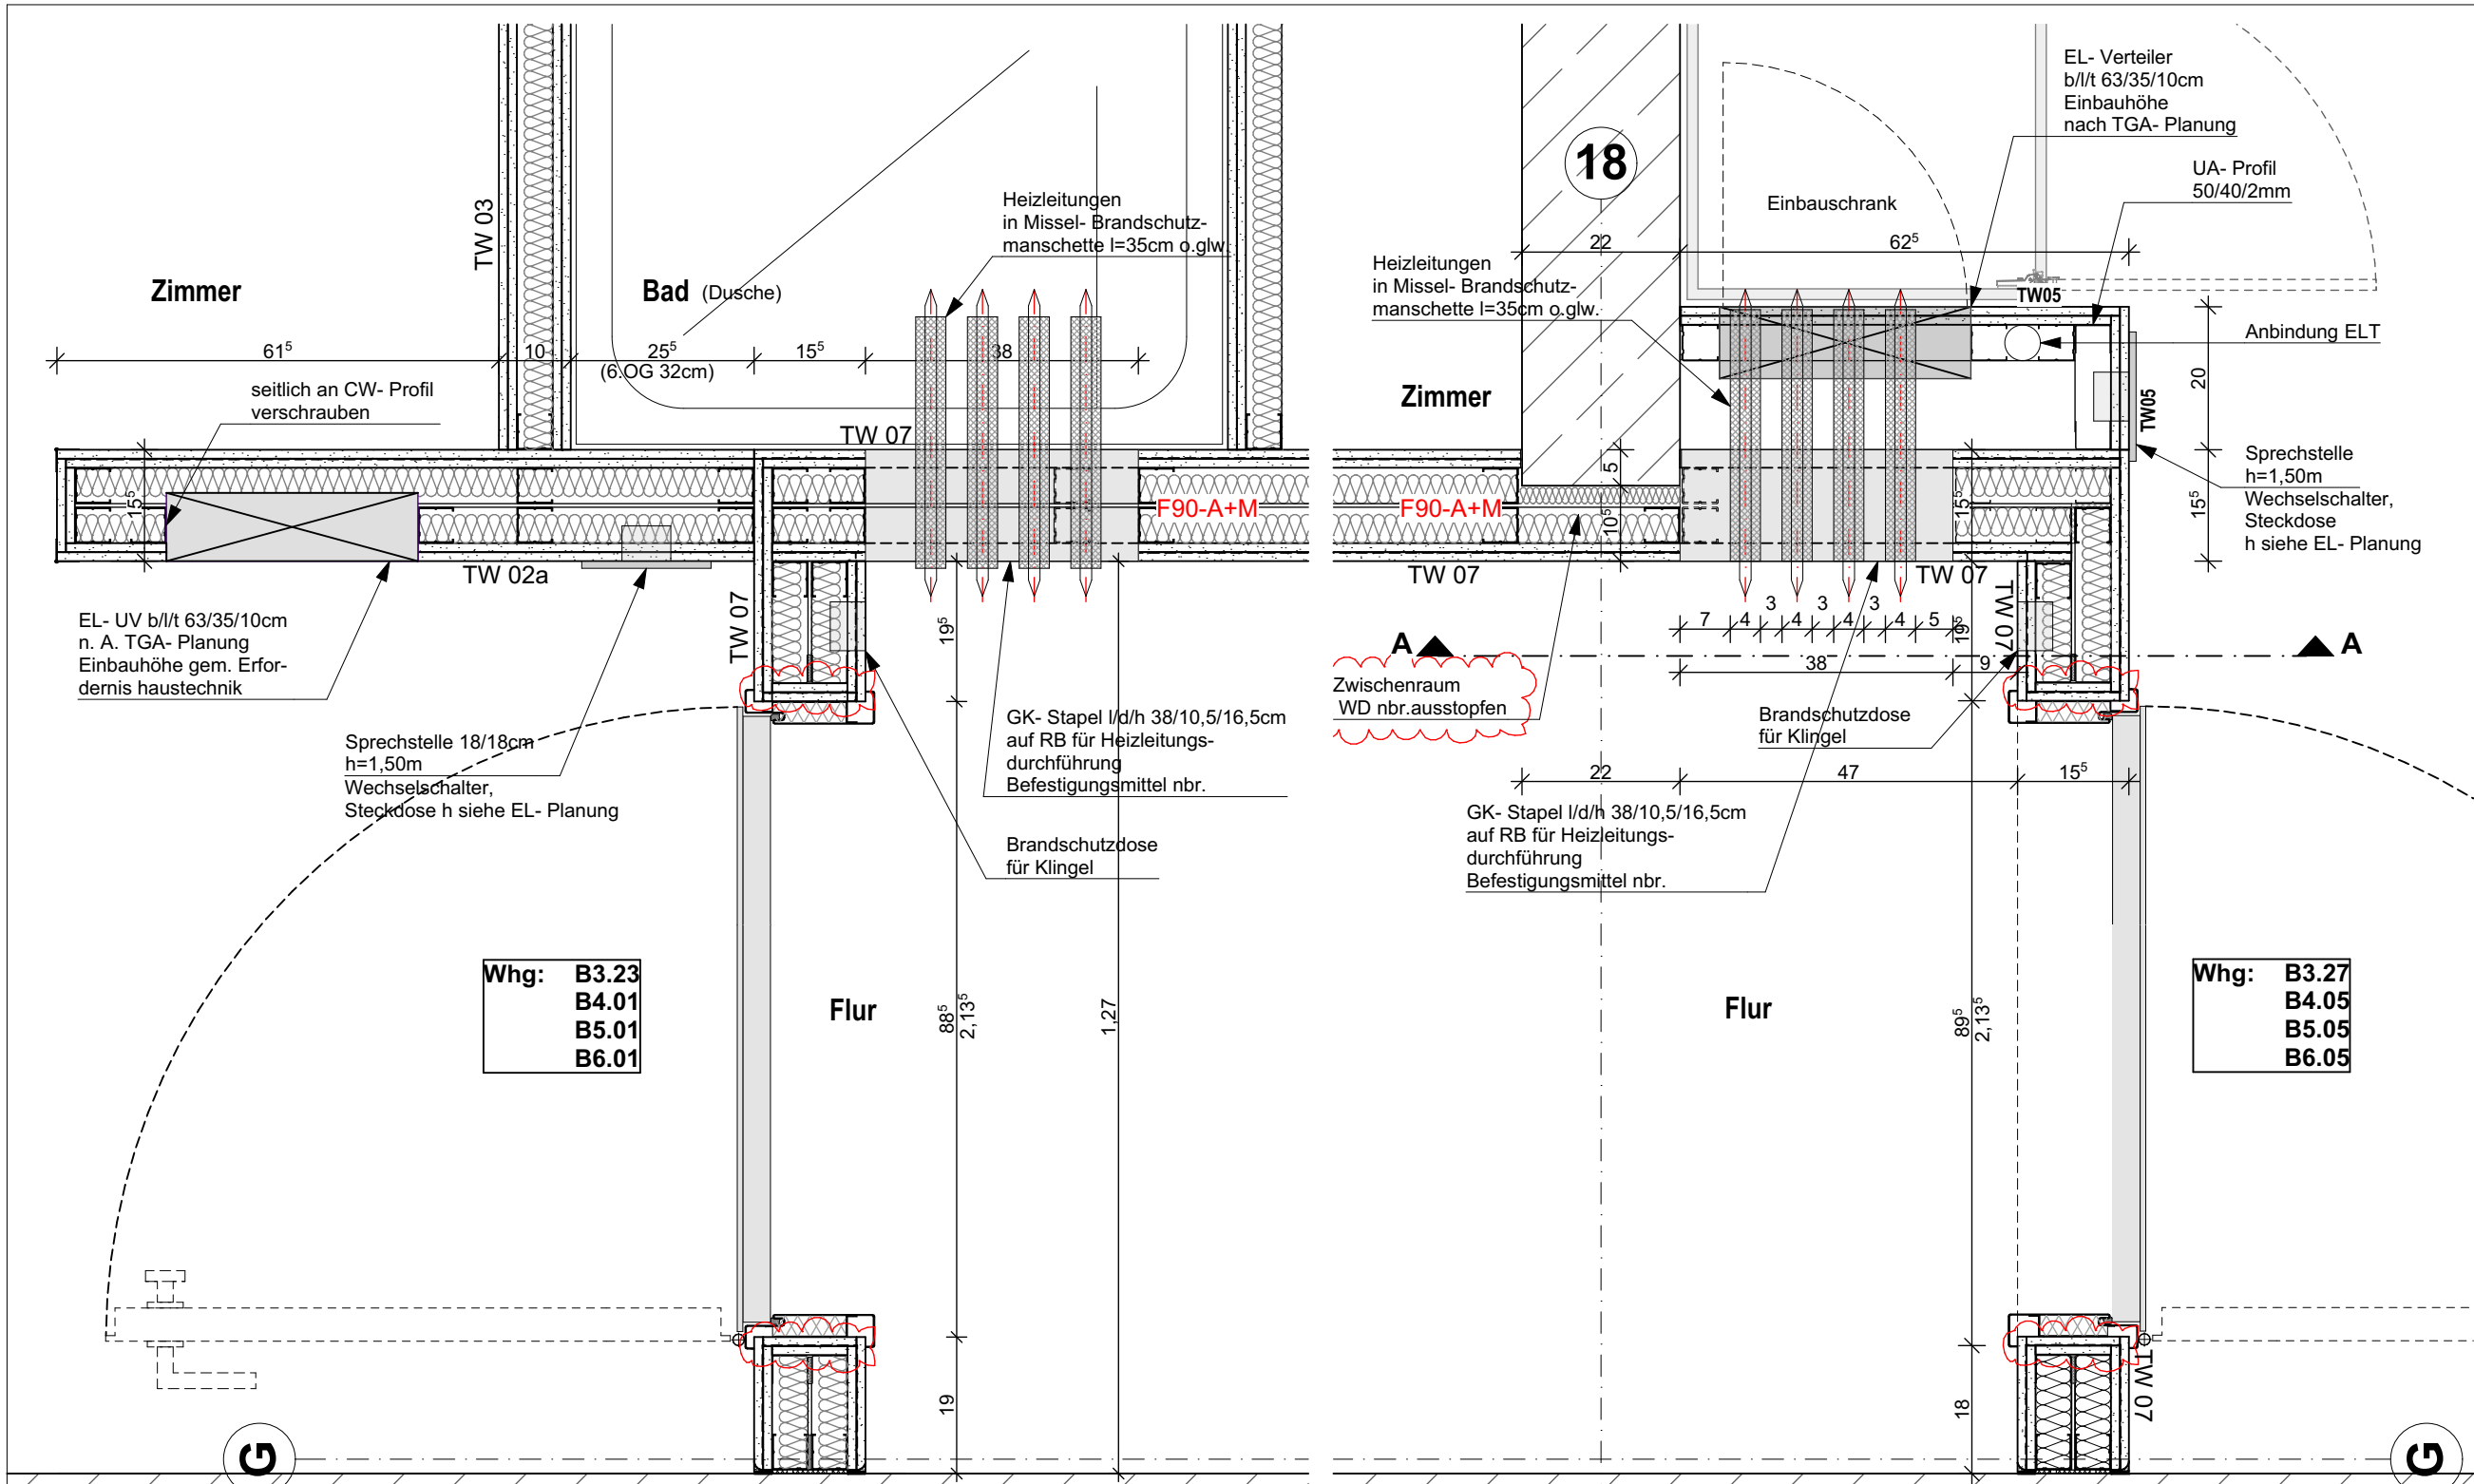 TW 03
Zimmer
Bad (Dusche)
Heizleitungen
in Missel- Brandschutz-
manschette l=35cm o.glw.
61⁵
10
25⁵
(6.OG 32cm)
15⁵
38
seitlich an CW- Profil
verschrauben
TW 07
15⁵
F90-A+M
TW 02a
EL- UV b/l/t 63/35/10cm
n. A. TGA- Planung
Einbauhöhe gem. Erfor-
dernis haustechnik
TW 07
19⁵
Sprechstelle 18/18cm
h=1,50m
Wechselschalter,
Steckdose h siehe EL- Planung
GK- Stapel l/d/h 38/10,5/16,5cm
auf RB für Heizleitungs-
durchführung
Befestigungsmittel nbr.
Brandschutzdose
für Klingel
Whg: B3.23
B4.01
B5.01
B6.01
Flur
88⁵
2,13⁵
1,27
19
G
18
EL- Verteiler
b/l/t 63/35/10cm
Einbauhöhe
nach TGA- Planung
UA- Profil
50/40/2mm
Einbauschrank
22
62⁵
Heizleitungen
in Missel- Brandschutz-
manschette l=35cm o.glw.
TW05
Anbindung ELT
Zimmer
20
TW05
Sprechstelle
h=1,50m
Wechselschalter,
Steckdose
h siehe EL- Planung
5
10⁵
15⁵
15⁵
F90-A+M
TW 07
TW 07
TW 07
3
3
3
7
4
4
4
4
5
19⁵
A
A
38
9
Zwischenraum
WD nbr.ausstopfen
Brandschutzdose
für Klingel
22
47
15⁵
GK- Stapel l/d/h 38/10,5/16,5cm
auf RB für Heizleitungs-
durchführung
Befestigungsmittel nbr.
Whg: B3.27
B4.05
B5.05
B6.05
Flur
89⁵
2,13⁵
TW 07
18
G